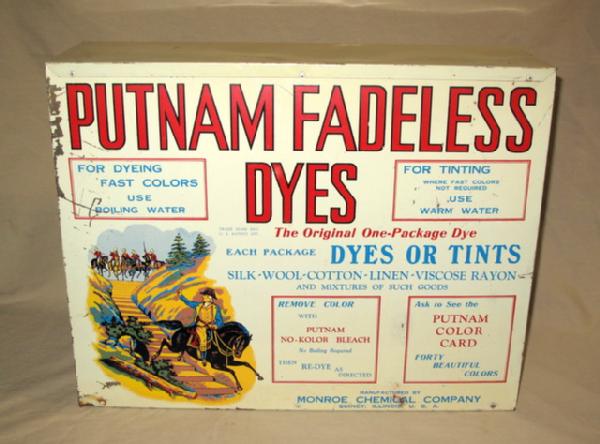 PUTNAM FADELESS
DYES
FOR DYEING
FAST COLORS
USE
BOILING WATER
FOR TINTING
WHERE FAST COLORS
NOT REQUIRED
USE
WARM WATER
The Original One-Package Dye
EACH PACKAGE DYES OR TINTS
SILK-WOOL-COTTON-LINEN-VISCOSE RAYON
AND MIXTURES OF SUCH GOODS
REMOVE COLOR
WITH
PUTNAM
NO-KOLOR BLEACH
No Boiling Required
THEN RE-DYE AS
DIRECTED
Ask to See the
PUTNAM
COLOR
CARD
FORTY
BEAUTIFUL
COLORS
MANUFACTURED BY
MONROE CHEMICAL COMPANY
QUINCY, ILLINOIS, U. S. A.